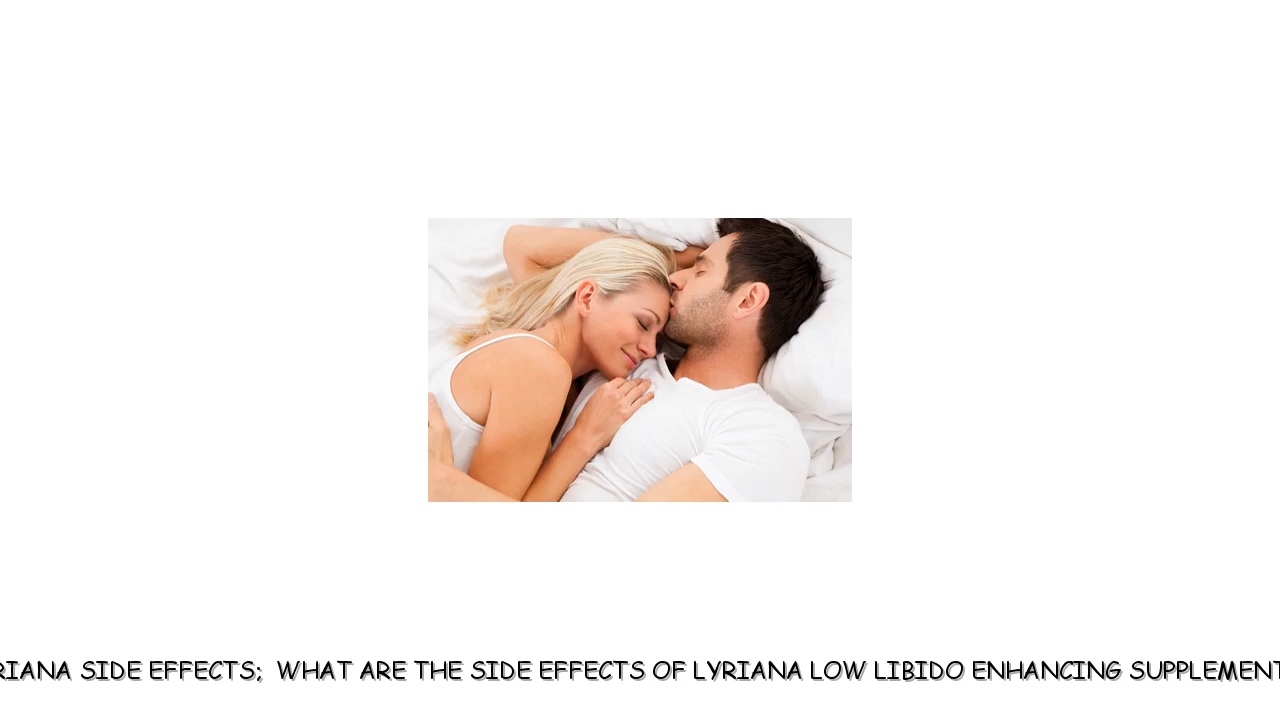 RIANA SIDE EFFECTS; WHAT ARE THE SIDE EFFECTS OF LYRIANA LOW LIBIDO ENHANCING SUPPLEMENT